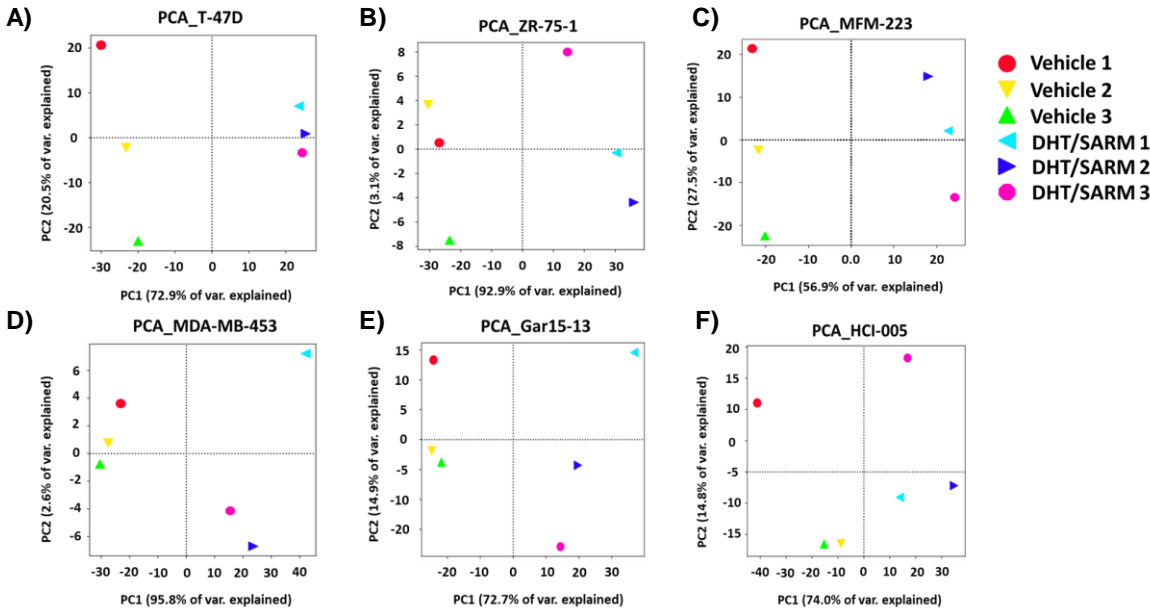 A)
PCA_T-47D
20
10
0
-10
-20
PC2 (20.5% of var. explained)
-30
-20
-10
0
10
20
PC1 (72.9% of var. explained)
B)
PCA_ZR-75-1
8
6
4
2
0
-2
-4
-6
-8
PC2 (3.1% of var. explained)
-30
-20
-10
0
10
20
30
PC1 (92.9% of var. explained)
C)
PCA_MFM-223
20
10
0
-10
-20
PC2 (27.5% of var. explained)
-20
-10
0.0
10
20
PC1 (56.9% of var. explained)
Vehicle 1
Vehicle 2
Vehicle 3
DHT/SARM 1
DHT/SARM 2
DHT/SARM 3
D)
PCA_MDA-MB-453
6
4
2
0
-2
-4
-6
PC2 (2.6% of var. explained)
-30
-20
-10
0
10
20
30
40
PC1 (95.8% of var. explained)
E)
PCA_Gar15-13
15
10
5
0
-5
-10
-15
-20
PC2 (14.9% of var. explained)
-20
-10
0
10
20
30
PC1 (72.7% of var. explained)
F)
PCA_HCI-005
20
15
10
0
-5
-10
-15
PC2 (14.8% of var. explained)
-40
-30
-20
-10
0
10
20
30
PC1 (74.0% of var. explained)